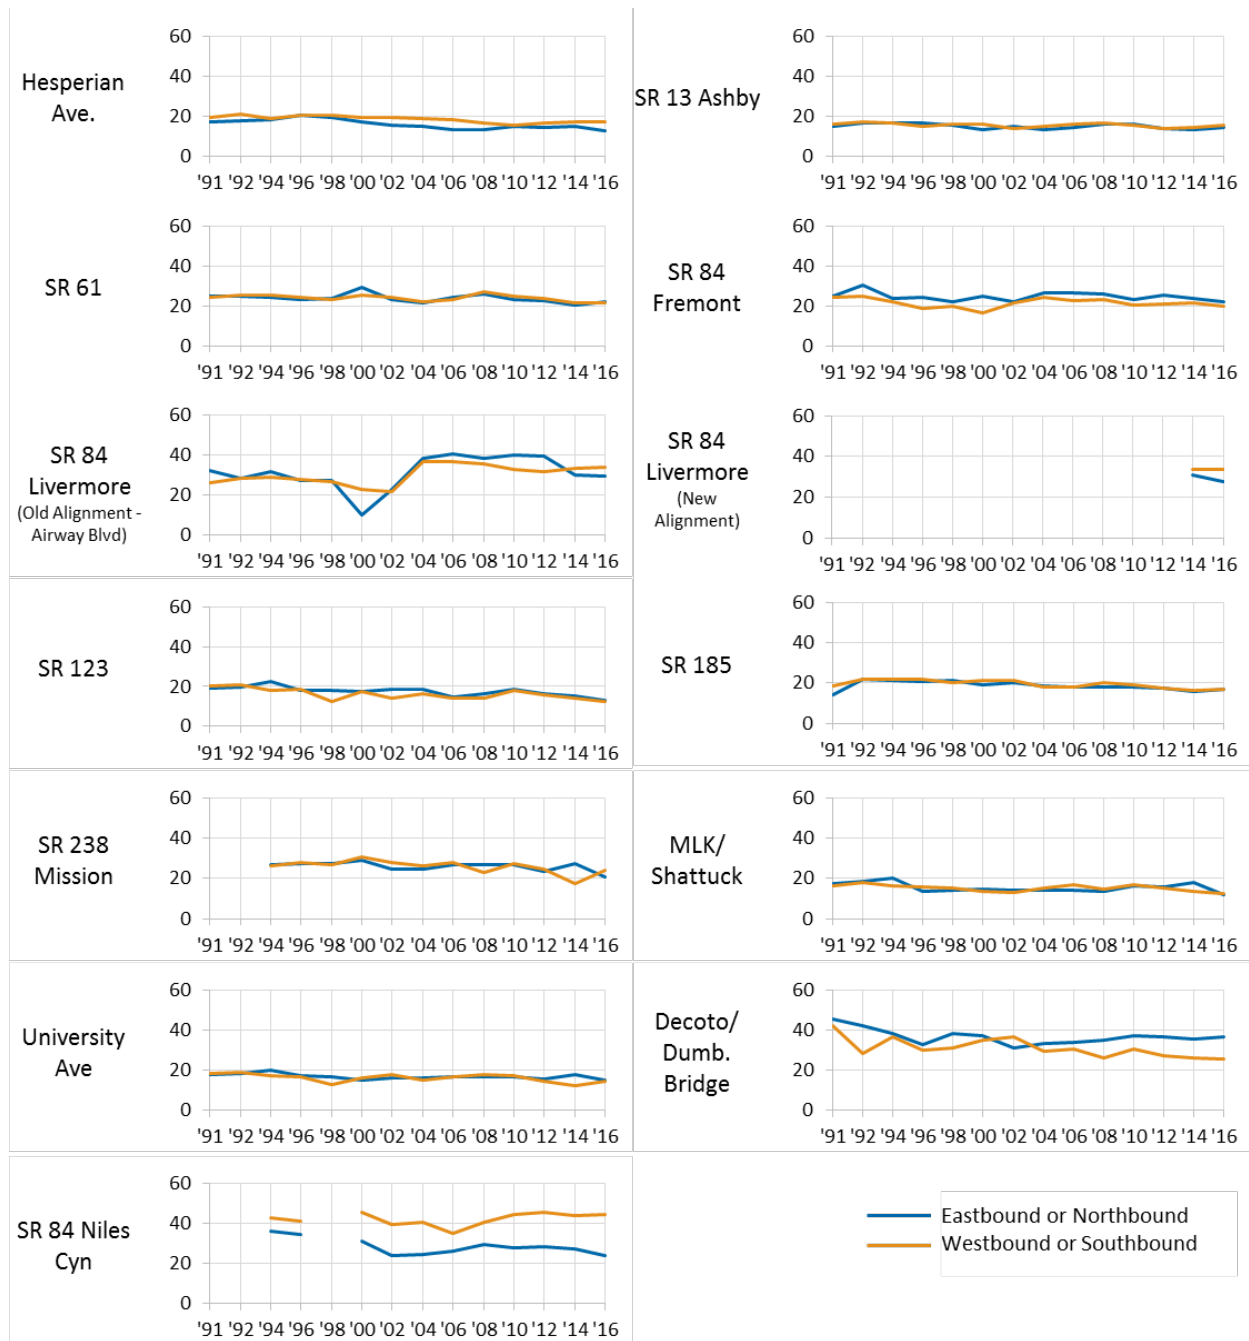 Hesperian
Ave.
60
40
20
0
'91 '92 '94 '96 '98 '00 '02 '04 '06 '08 '10 '12 '14 '16
SR 13 Ashby
60
40
20
0
'91 '92 '94 '96 '98 '00 '02 '04 '06 '08 '10 '12 '14 '16
SR 61
60
40
20
0
'91 '92 '94 '96 '98 '00 '02 '04 '06 '08 '10 '12 '14 '16
SR 84
Fremont
60
40
20
0
'91 '92 '94 '96 '98 '00 '02 '04 '06 '08 '10 '12 '14 '16
SR 84
Livermore
(Old Alignment -
Airway Blvd)
60
40
20
0
'91 '92 '94 '96 '98 '00 '02 '04 '06 '08 '10 '12 '14 '16
SR 84
Livermore
(New
Alignment)
60
40
20
0
'91 '92 '94 '96 '98 '00 '02 '04 '06 '08 '10 '12 '14 '16
SR 123
60
40
20
0
'91 '92 '94 '96 '98 '00 '02 '04 '06 '08 '10 '12 '14 '16
SR 185
60
40
20
0
'91 '92 '94 '96 '98 '00 '02 '04 '06 '08 '10 '12 '14 '16
SR 238
Mission
60
40
20
0
'91 '92 '94 '96 '98 '00 '02 '04 '06 '08 '10 '12 '14 '16
MLK/
Shattuck
60
40
20
0
'91 '92 '94 '96 '98 '00 '02 '04 '06 '08 '10 '12 '14 '16
University
Ave
60
40
20
0
'91 '92 '94 '96 '98 '00 '02 '04 '06 '08 '10 '12 '14 '16
Decoto/
Dumb.
Bridge
60
40
20
0
'91 '92 '94 '96 '98 '00 '02 '04 '06 '08 '10 '12 '14 '16
SR 84 Niles
Cyn
60
40
20
0
'91 '92 '94 '96 '98 '00 '02 '04 '06 '08 '10 '12 '14 '16
Eastbound or Northbound
Westbound or Southbound